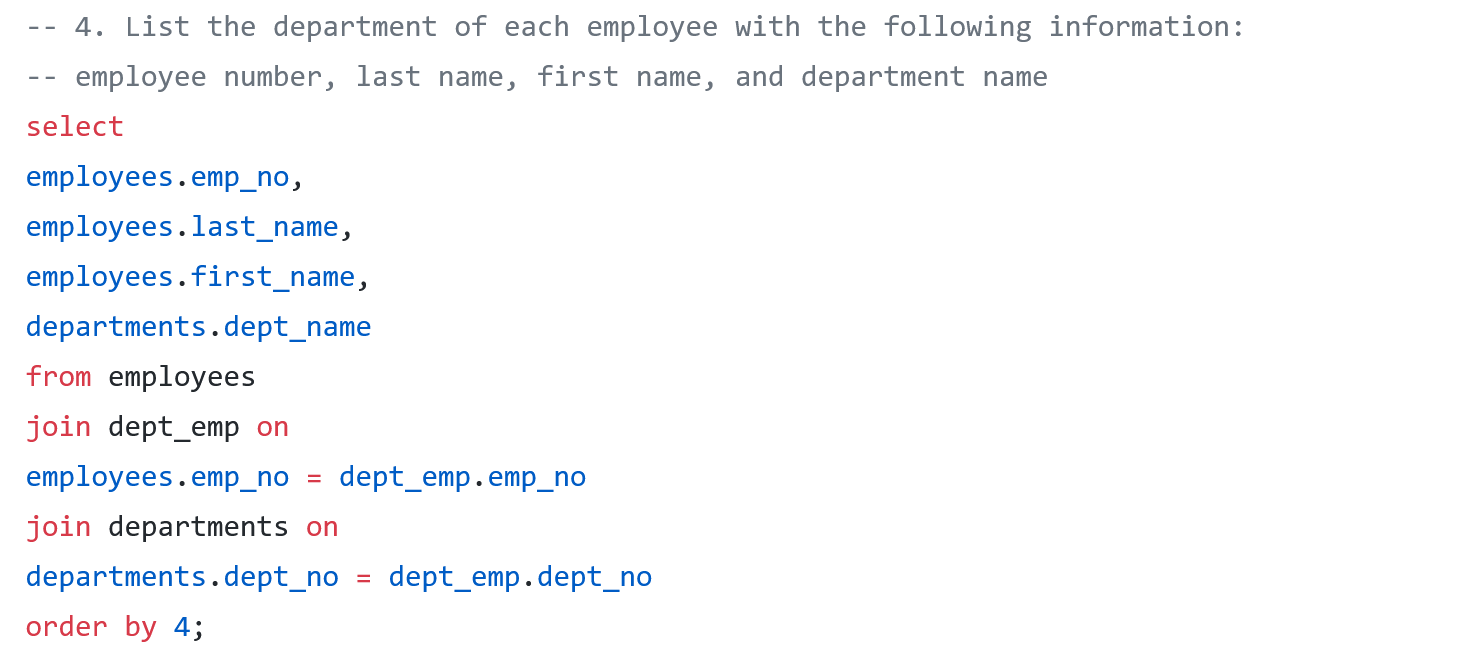 -- 4. List the department of each employee with the following information:
-- employee number, last name, first name, and department name
select
employees.emp_no,
employees.last_name,
employees.first_name,
departments.dept_name
from employees
join dept_emp on
employees.emp_no = dept_emp.emp_no
join departments on
departments.dept_no = dept_emp.dept_no
order by 4;